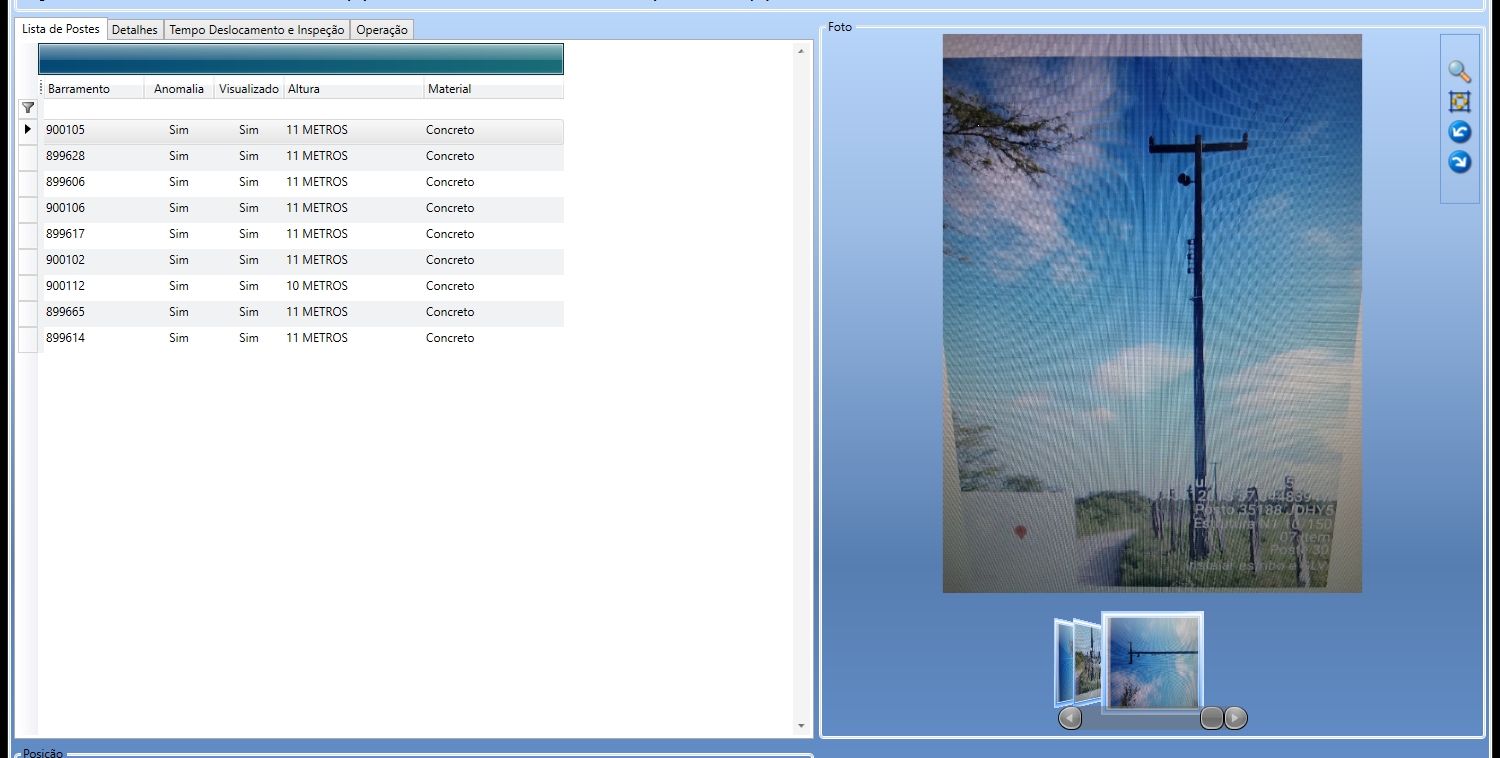 Lista de Postes Detalhes Tempo Deslocamento e Inspeção Operação
Foto
Barramento Anomalia Visualizado Altura Material
900105 Sim Sim 11 METROS Concreto
899628 Sim Sim 11 METROS Concreto
899606 Sim Sim 11 METROS Concreto
900106 Sim Sim 11 METROS Concreto
899617 Sim Sim 11 METROS Concreto
900102 Sim Sim 11 METROS Concreto
900112 Sim Sim 10 METROS Concreto
899665 Sim Sim 11 METROS Concreto
899614 Sim Sim 11 METROS Concreto
Posto 35188 JDHY5
Estrutura N1 10/150
07 item
Poste 30
Instalar estribo e GLV
Posição